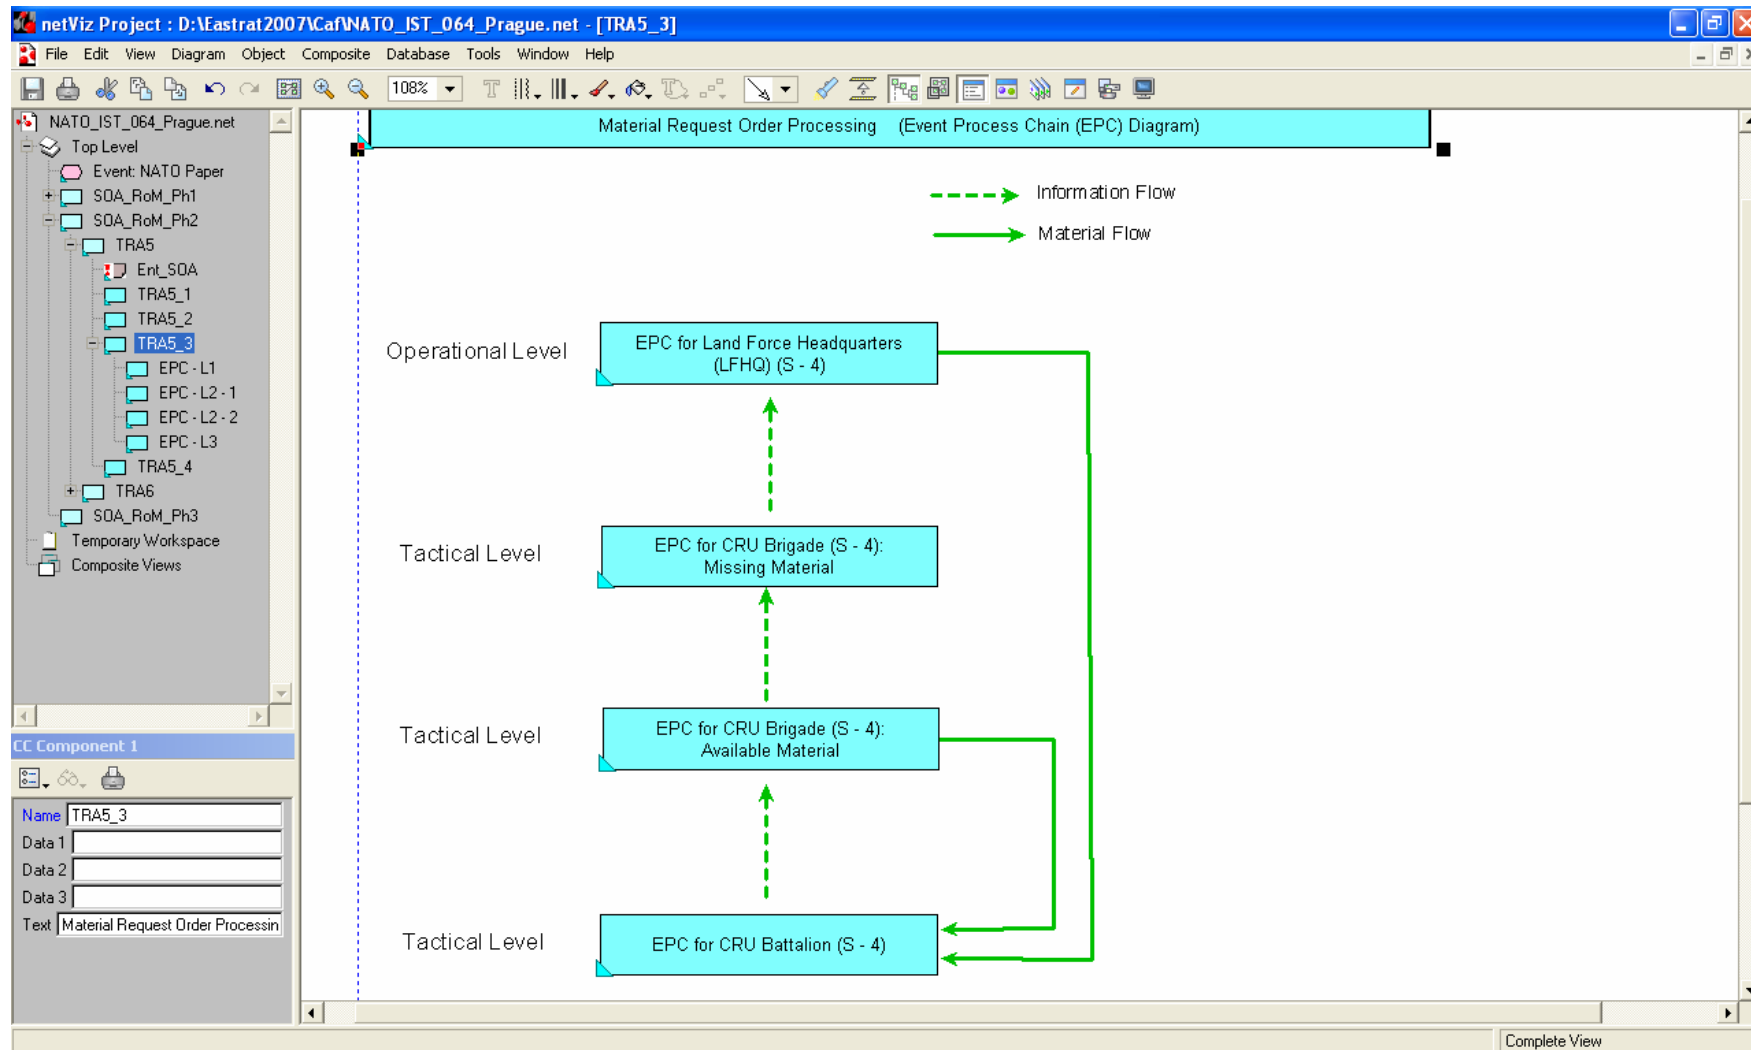 netViz Project : D:\Eastrat2007\Caf\NATO_IST_064_Prague.net - [TRA5_3]
File Edit View Diagram Object Composite Database Tools Window Help
108%
NATO_IST_064_Prague.net
Top Level
Event: NATO Paper
SOA_RoM_Ph1
SOA_RoM_Ph2
TRA5
Ent_SOA
TRA5_1
TRA5_2
TRA5_3
EPC - L1
EPC - L2 - 1
EPC - L2 - 2
EPC - L3
TRA5_4
TRA6
SOA_RoM_Ph3
Temporary Workspace
Composite Views
CC Component 1
Name TRA5_3
Data 1
Data 2
Data 3
Text Material Request Order Processin
Material Request Order Processing (Event Process Chain (EPC) Diagram)
Information Flow
Material Flow
Operational Level
EPC for Land Force Headquarters
(LFHQ) (S - 4)
Tactical Level
EPC for CRU Brigade (S - 4):
Missing Material
Tactical Level
EPC for CRU Brigade (S - 4):
Available Material
Tactical Level
EPC for CRU Battalion (S - 4)
Complete View